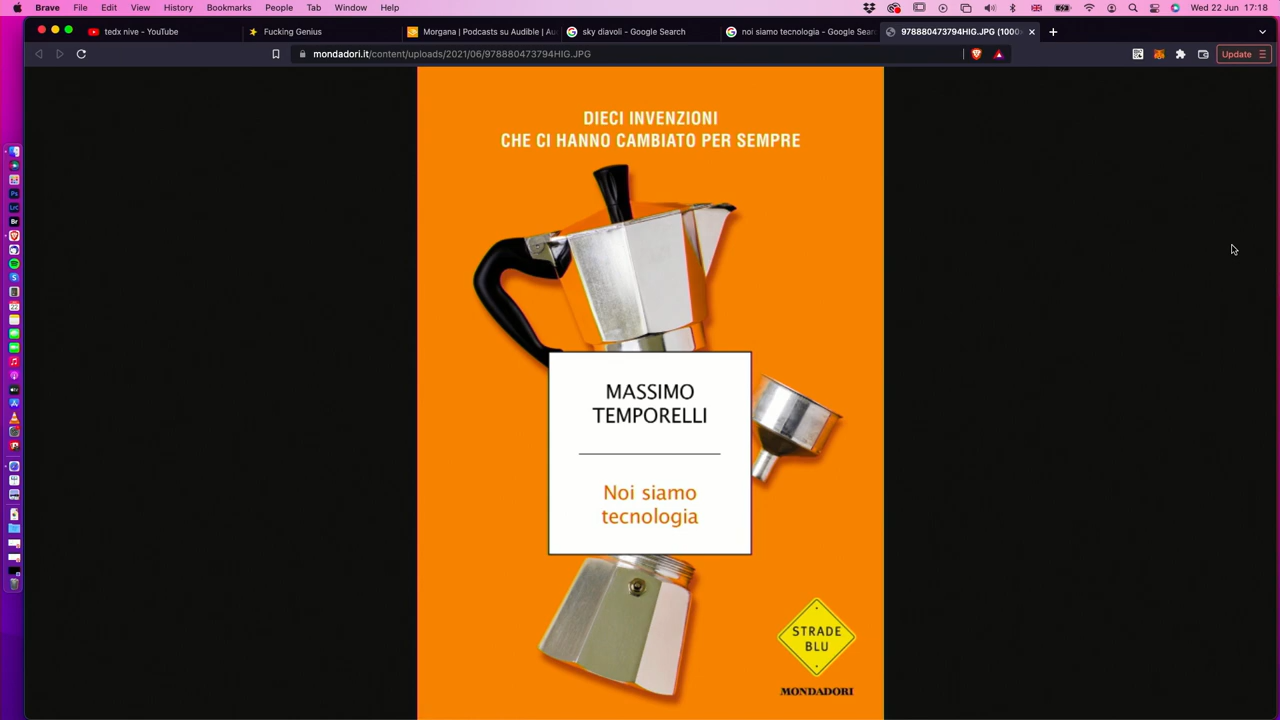 Brave File Edit View History Bookmarks People Tab Window Help Wed 22 Jun 17:18
tedx nive - YouTube
Fucking Genius
Morgana | Podcasts su Audible | Au
sky diavoli - Google Search
noi siamo tecnologia - Google Sea
978880473794HIG.JPG (1000×
mondadori.it/content/uploads/2021/06/978880473794HIG.JPG
Update
DIECI INVENZIONI
CHE CI HANNO CAMBIATO PER SEMPRE
MASSIMO
TEMPORELLI
Noi siamo
tecnologia
STRADE
BLU
MONDADORI